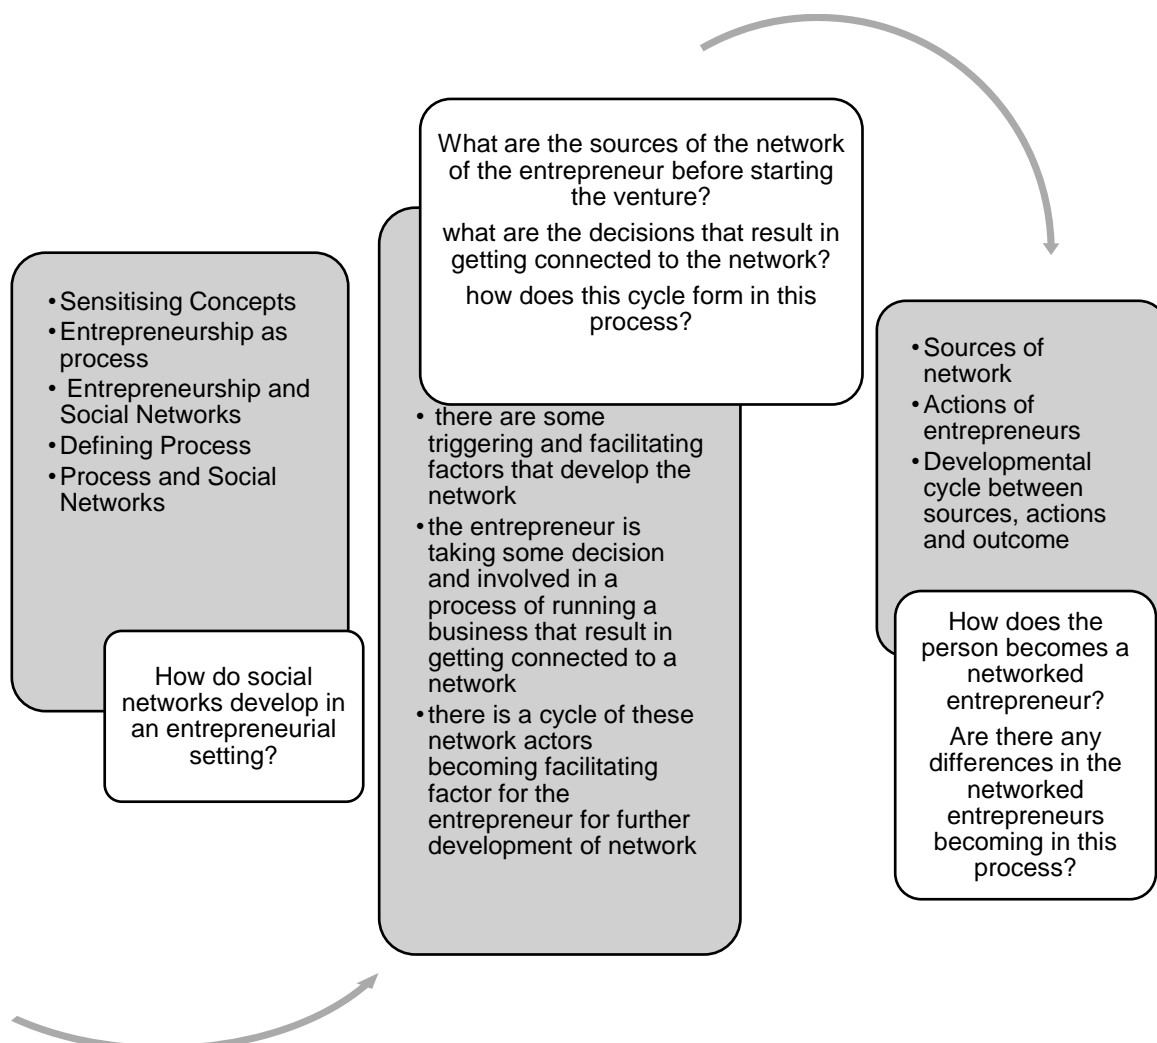 • Sensitising Concepts
• Entrepreneurship as
process
• Entrepreneurship and
Social Networks
• Defining Process
• Process and Social
Networks
How do social
networks develop in
an entrepreneurial
setting?
What are the sources of the network
of the entrepreneur before starting
the venture?
what are the decisions that result in
getting connected to the network?
how does this cycle form in this
process?
• there are some
triggering and facilitating
factors that develop the
network
• the entrepreneur is
taking some decision
and involved in a
process of running a
business that result in
getting connected to a
network
• there is a cycle of these
network actors
becoming facilitating
factor for the
entrepreneur for further
development of network
• Sources of
network
• Actions of
entrepreneurs
• Developmental
cycle between
sources, actions
and outcome
How does the
person becomes a
networked
entrepreneur?
Are there any
differences in the
networked
entrepreneurs
becoming in this
process?